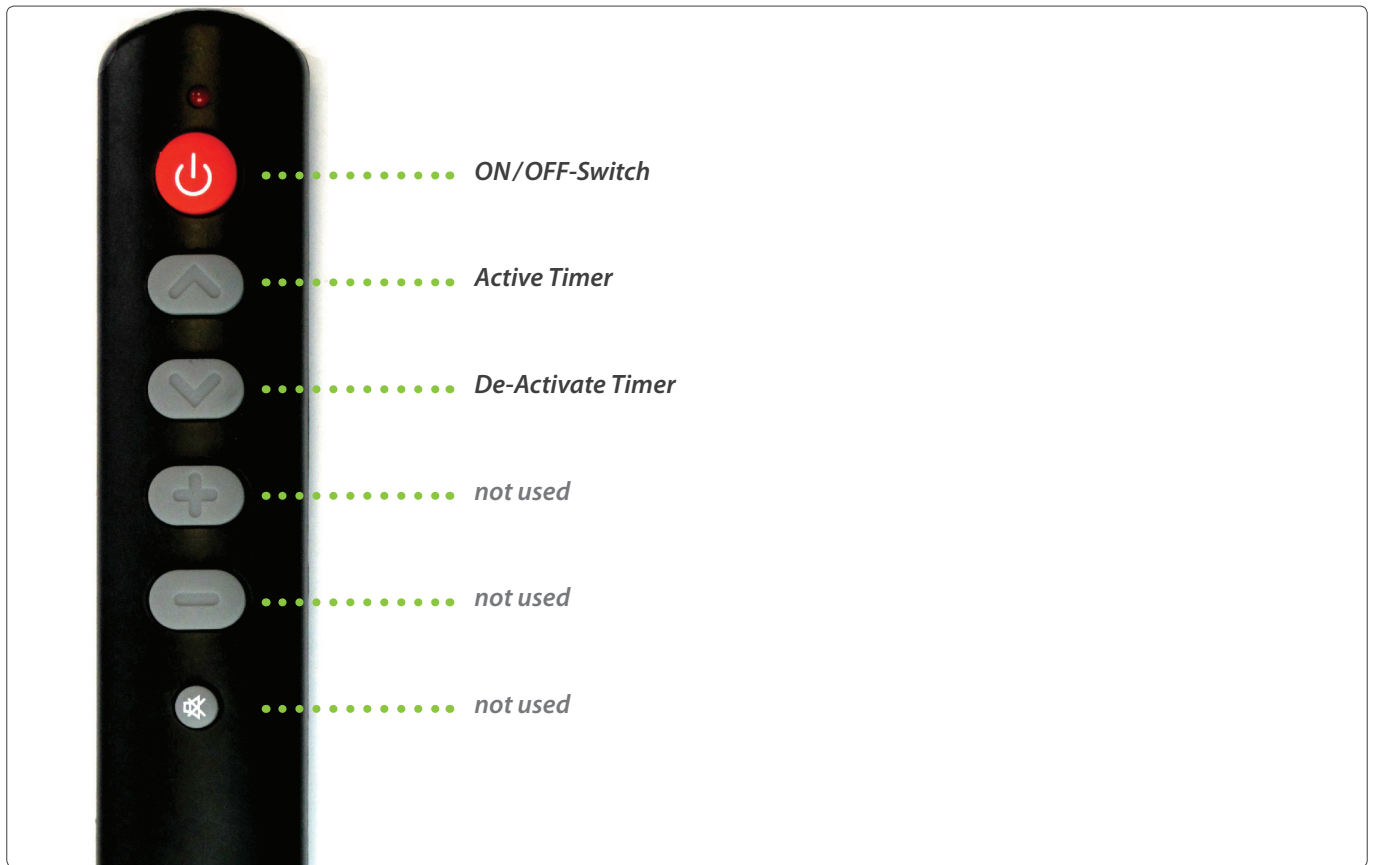 ON/OFF-Switch
Active Timer
De-Activate Timer
not used
not used
not used